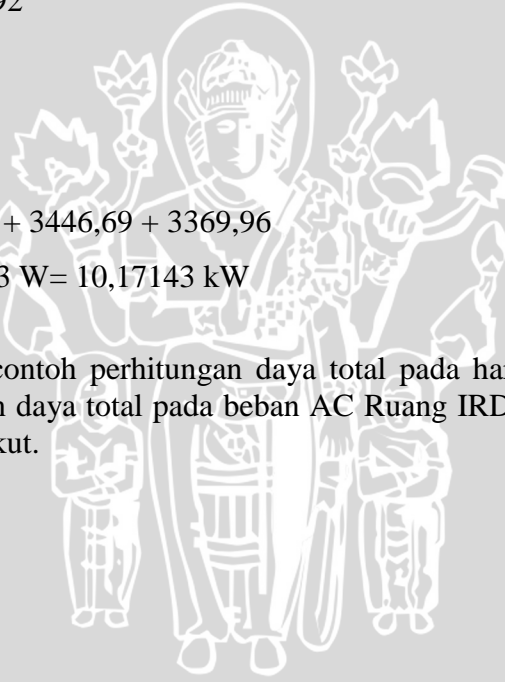 92
+ 3446,69 + 3369,96
3 W= 10,17143 kW
contoh perhitungan daya total pada har
daya total pada beban AC Ruang IRD
kut.